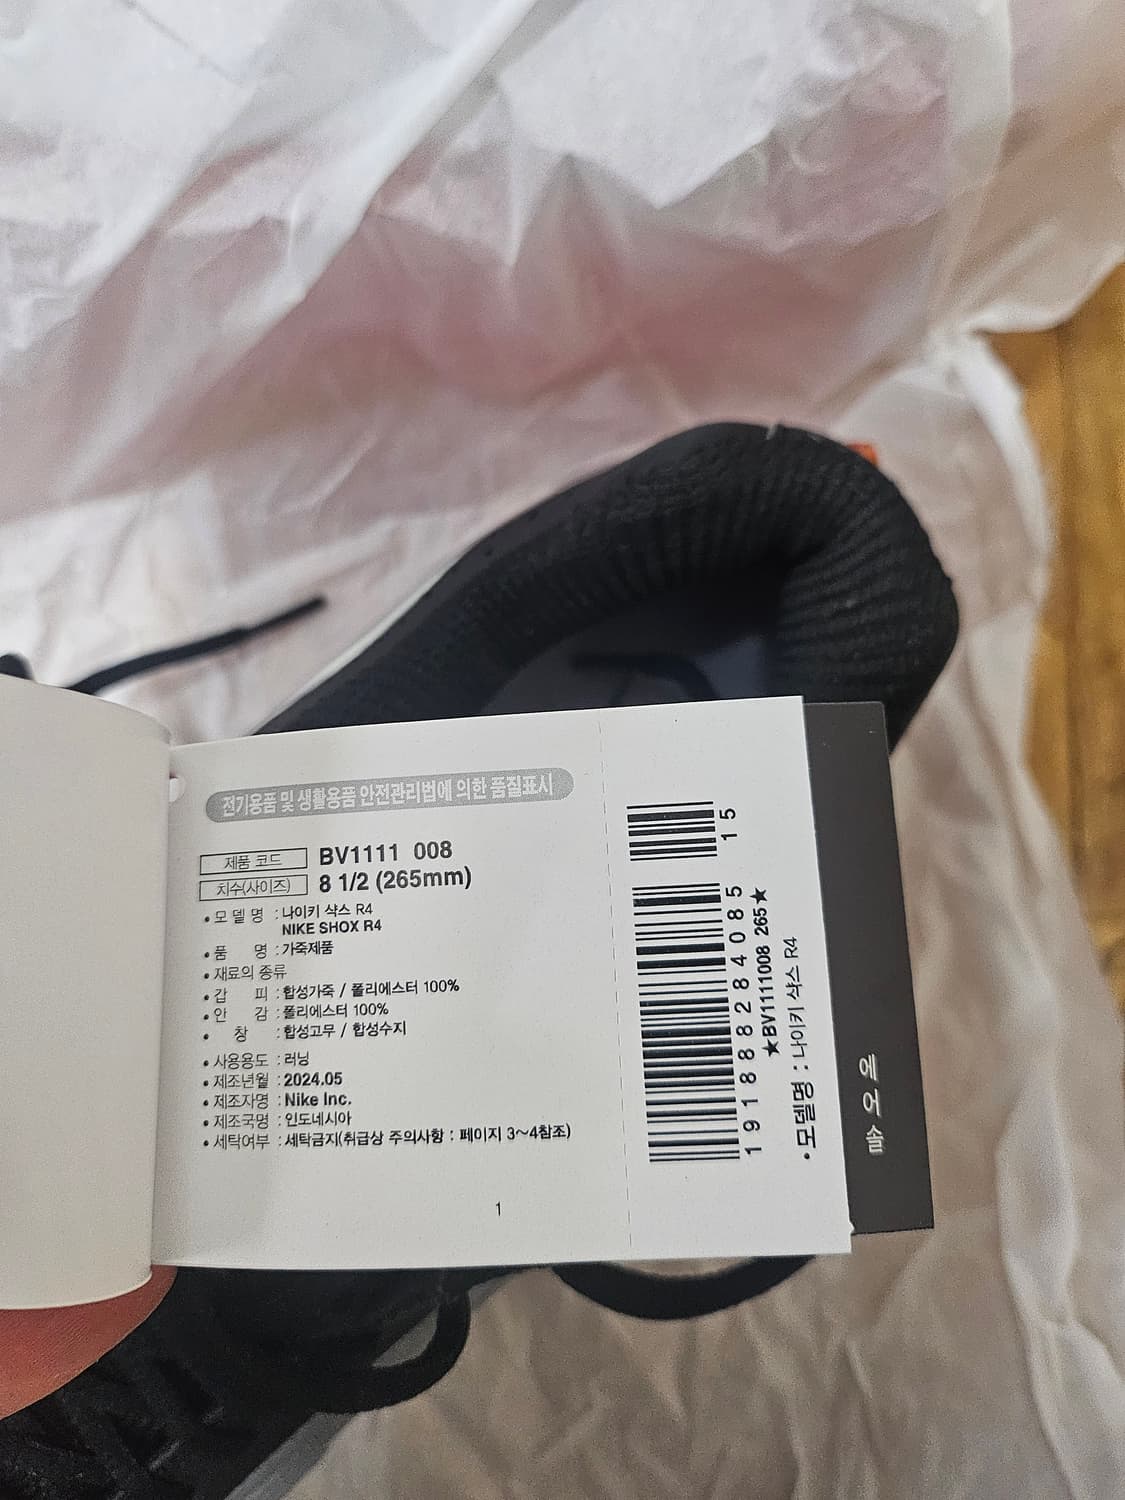 전기용품 및 생활용품 안전관리법에 의한 품질표시
제품 코드 BV1111 008
치수(사이즈) 8 1/2 (265mm)
• 모 델 명 : 나이키 샥스 R4
NIKE SHOX R4
• 품 명 : 가죽제품
• 재료의 종류
• 갑 피 : 합성가죽 / 폴리에스터 100%
• 안 감 : 폴리에스터 100%
• 창 : 합성고무 / 합성수지
• 사용용도 : 러닝
• 제조년월 : 2024.05
• 제조자명 : Nike Inc.
• 제조국명 : 인도네시아
• 세탁여부 : 세탁금지(취급상 주의사항 : 페이지 3~4참조)
1
15
191888284085
★BV1111008 265★
• 모델명 : 나이키 샥스 R4
에어솔